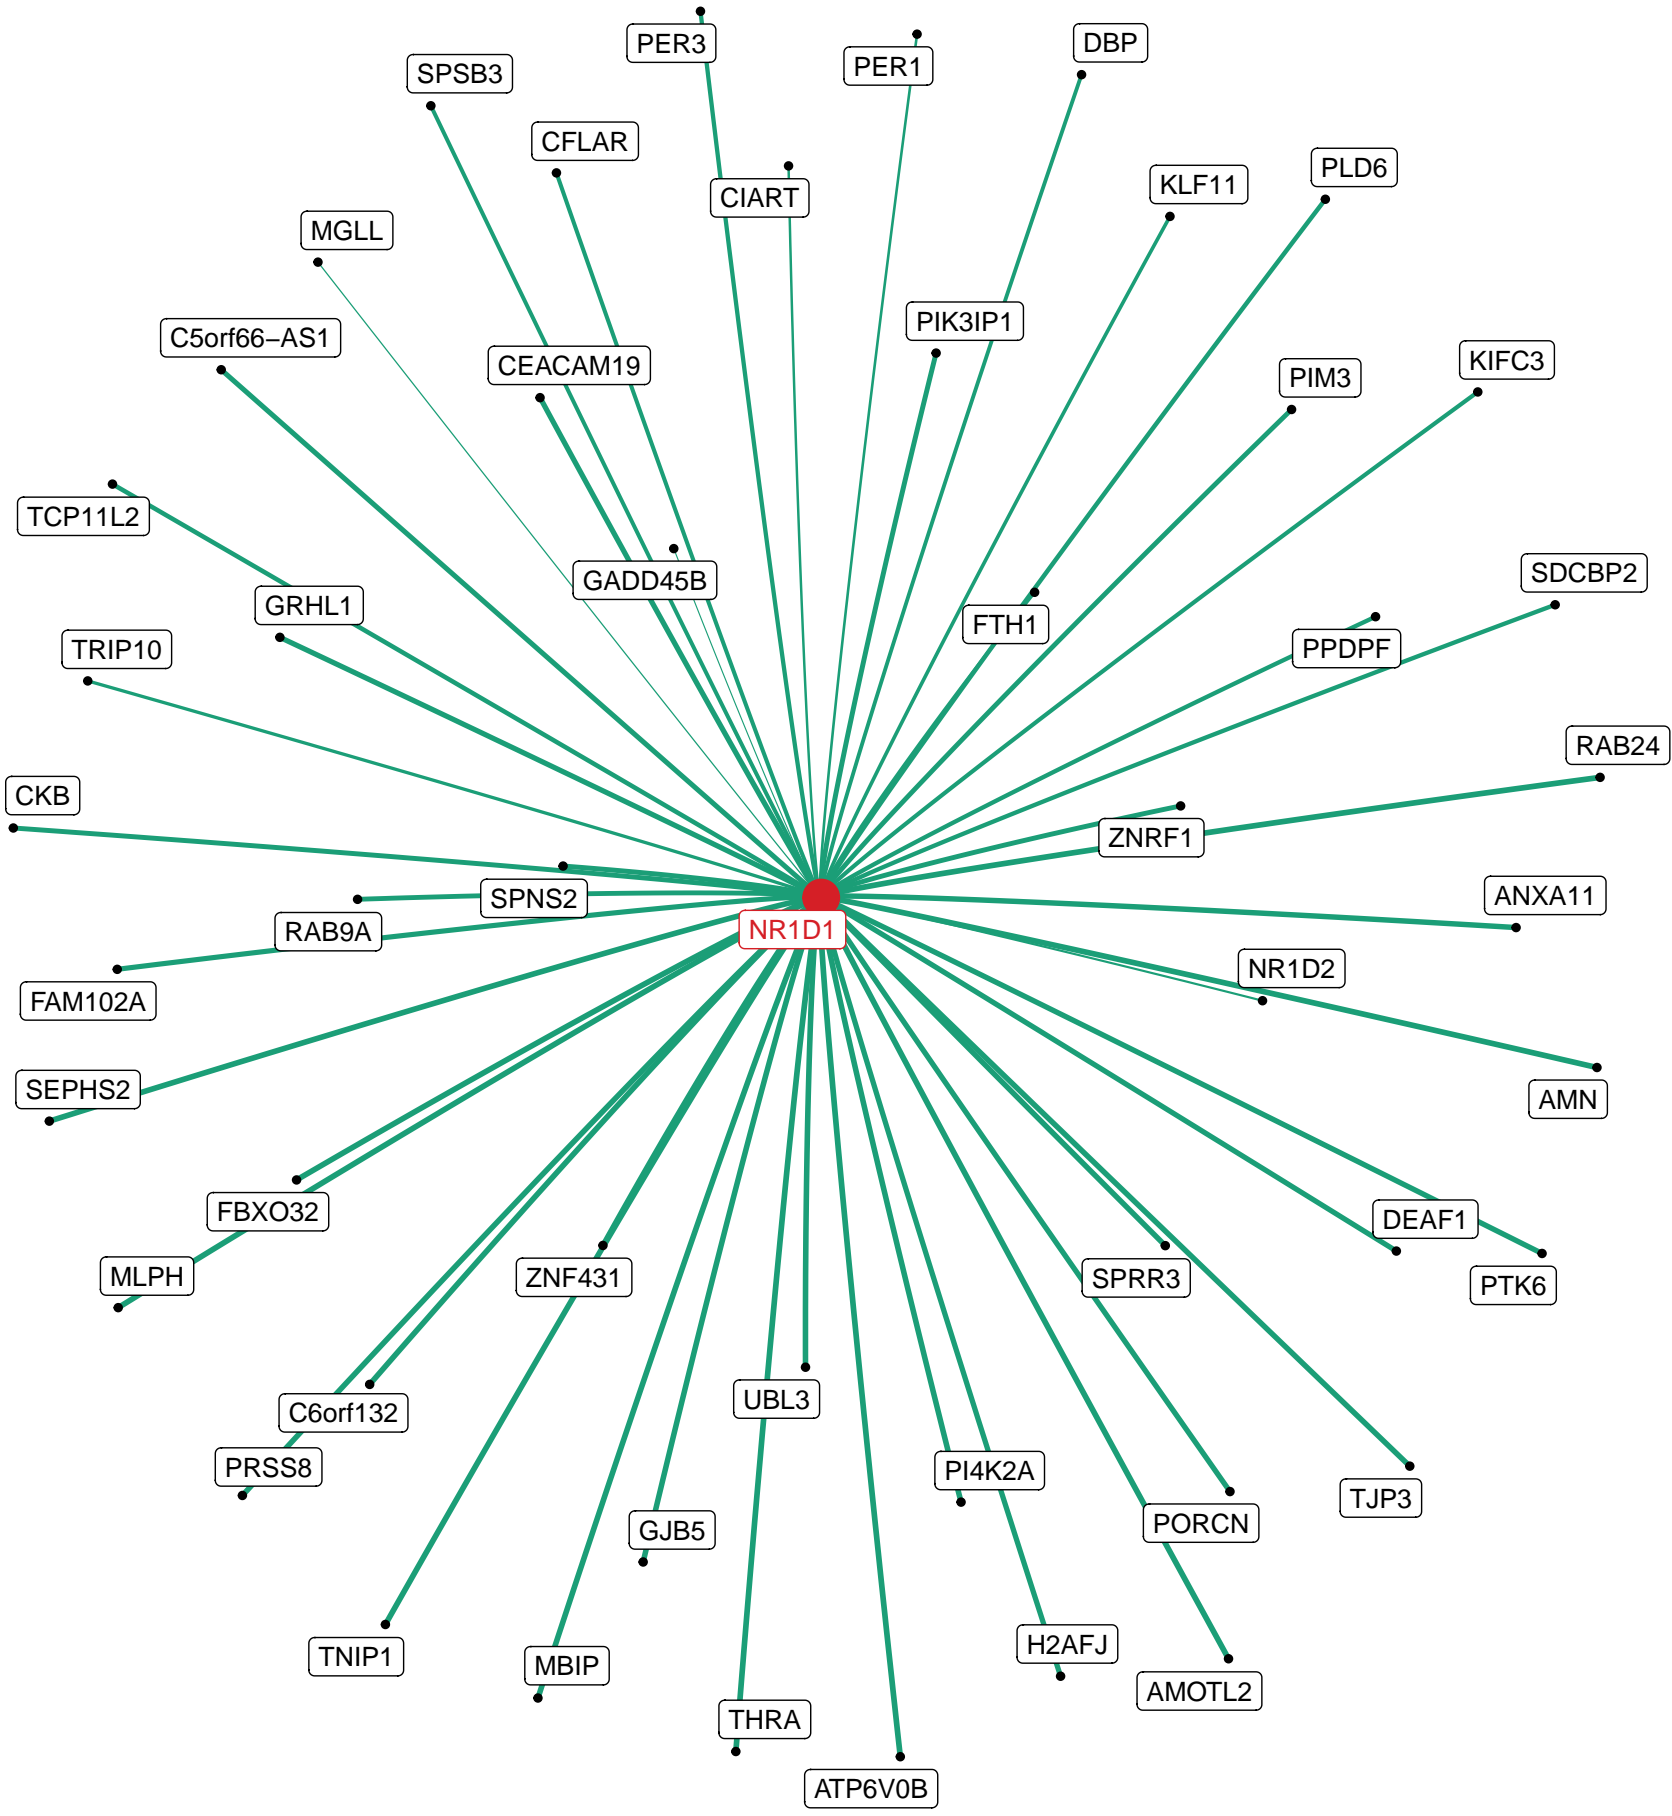 PER3
DBP
PER1
SPSB3
CFLAR
PLD6
KLF11
CIART
MGLL
PIK3IP1
C5orf66−AS1
KIFC3
CEACAM19
PIM3
TCP11L2
SDCBP2
GADD45B
GRHL1
FTH1
PPDPF
TRIP10
RAB24
CKB
ZNRF1
ANXA11
SPNS2
NR1D1
RAB9A
NR1D2
FAM102A
SEPHS2
AMN
FBXO32
DEAF1
MLPH
ZNF431
SPRR3
PTK6
UBL3
C6orf132
PRSS8
PI4K2A
TJP3
PORCN
GJB5
H2AFJ
TNIP1
MBIP
AMOTL2
THRA
ATP6V0B